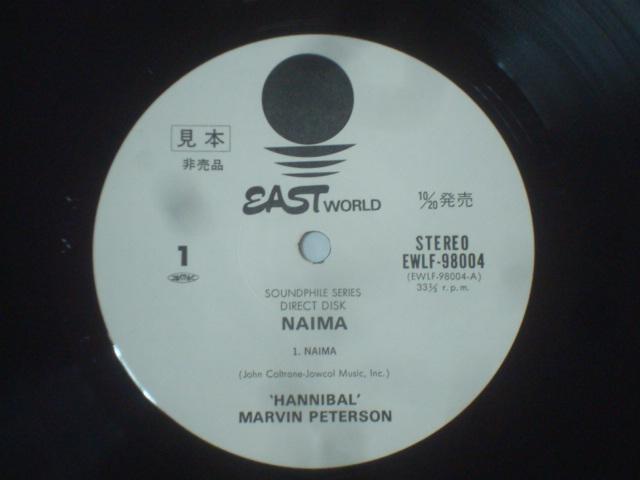 見本
非売品
EAST WORLD
10/20発売
1
STEREO
EWLF-98004
(EWLF-98004-A)
33⅓ r.p.m.
SOUNDPHILE SERIES
DIRECT DISK
NAIMA
1. NAIMA
(John Coltrane-Jowcol Music, Inc.)
'HANNIBAL'
MARVIN PETERSON